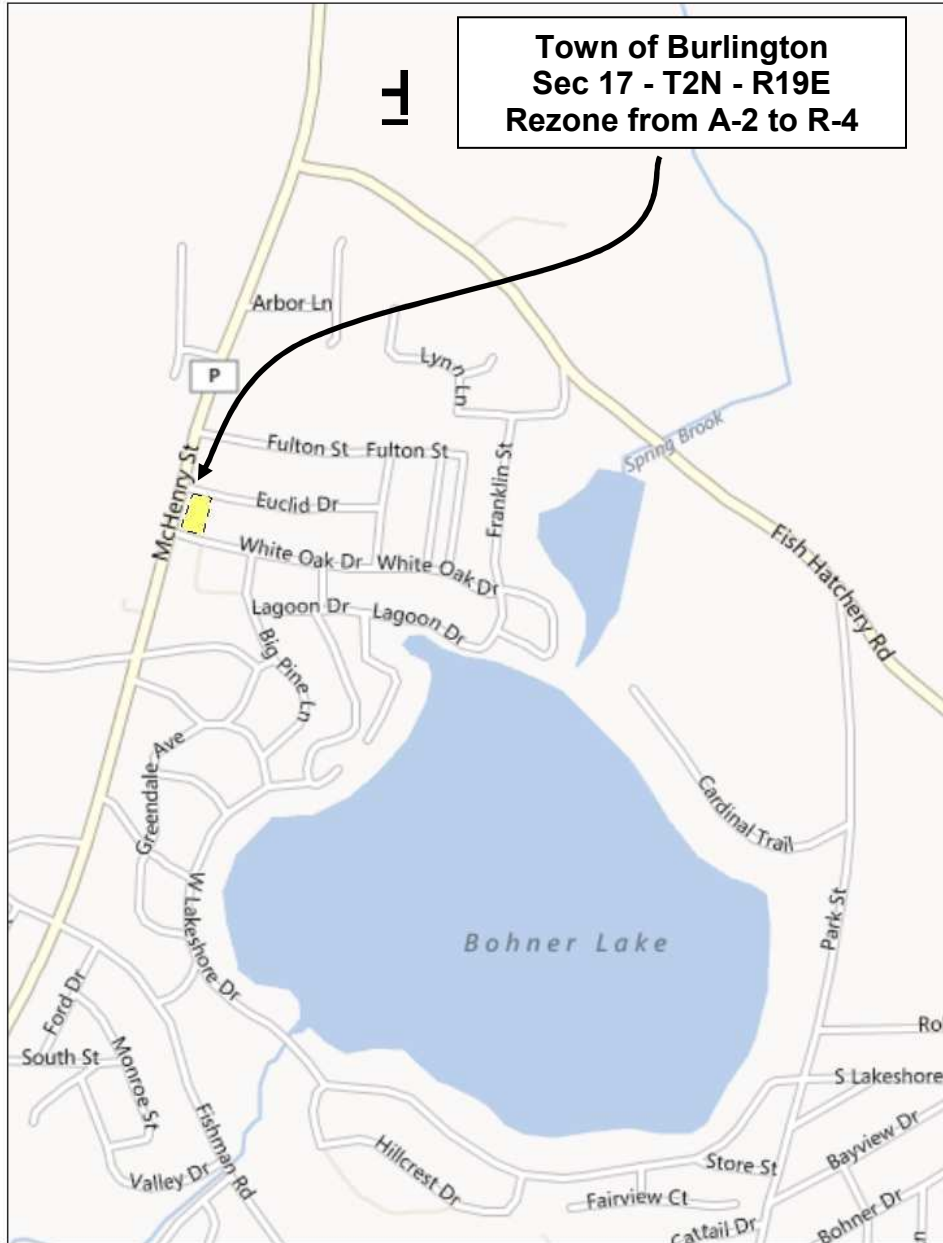 Town of Burlington
Sec 17 - T2N - R19E
Rezone from A-2 to R-4
Arbor Ln
Lynn Ln
P
McHenry St
Fulton St
Fulton St
Franklin St
Spring Brook
Euclid Dr
White Oak Dr
White Oak Dr
Fish Hatchery Rd
Lagoon Dr
Lagoon Dr
Big Pine Ln
Greendale Ave
Cardinal Trail
W Lakeshore Dr
Bohner Lake
Park St
Ford Dr
South St
Monroe St
Ro
S Lakeshore
Fishman Rd
Valley Dr
Hillcrest Dr
Store St
Bayview Dr
Fairview Ct
Cattail Dr
Bohner Dr